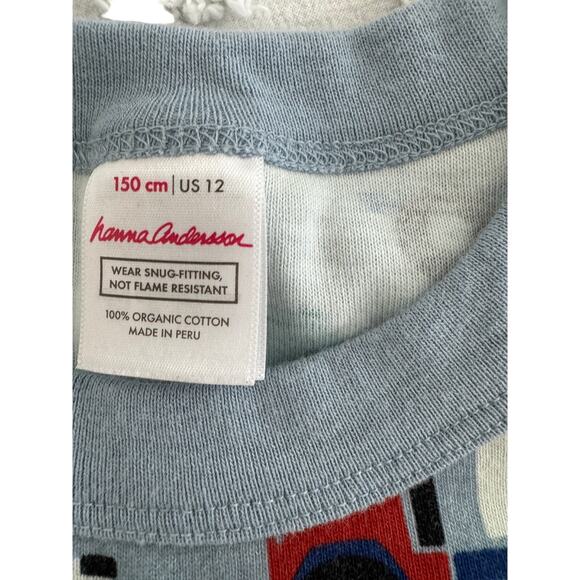 150 cm | US 12
hanna andersson
WEAR SNUG-FITTING,
NOT FLAME RESISTANT
100% ORGANIC COTTON
MADE IN PERU